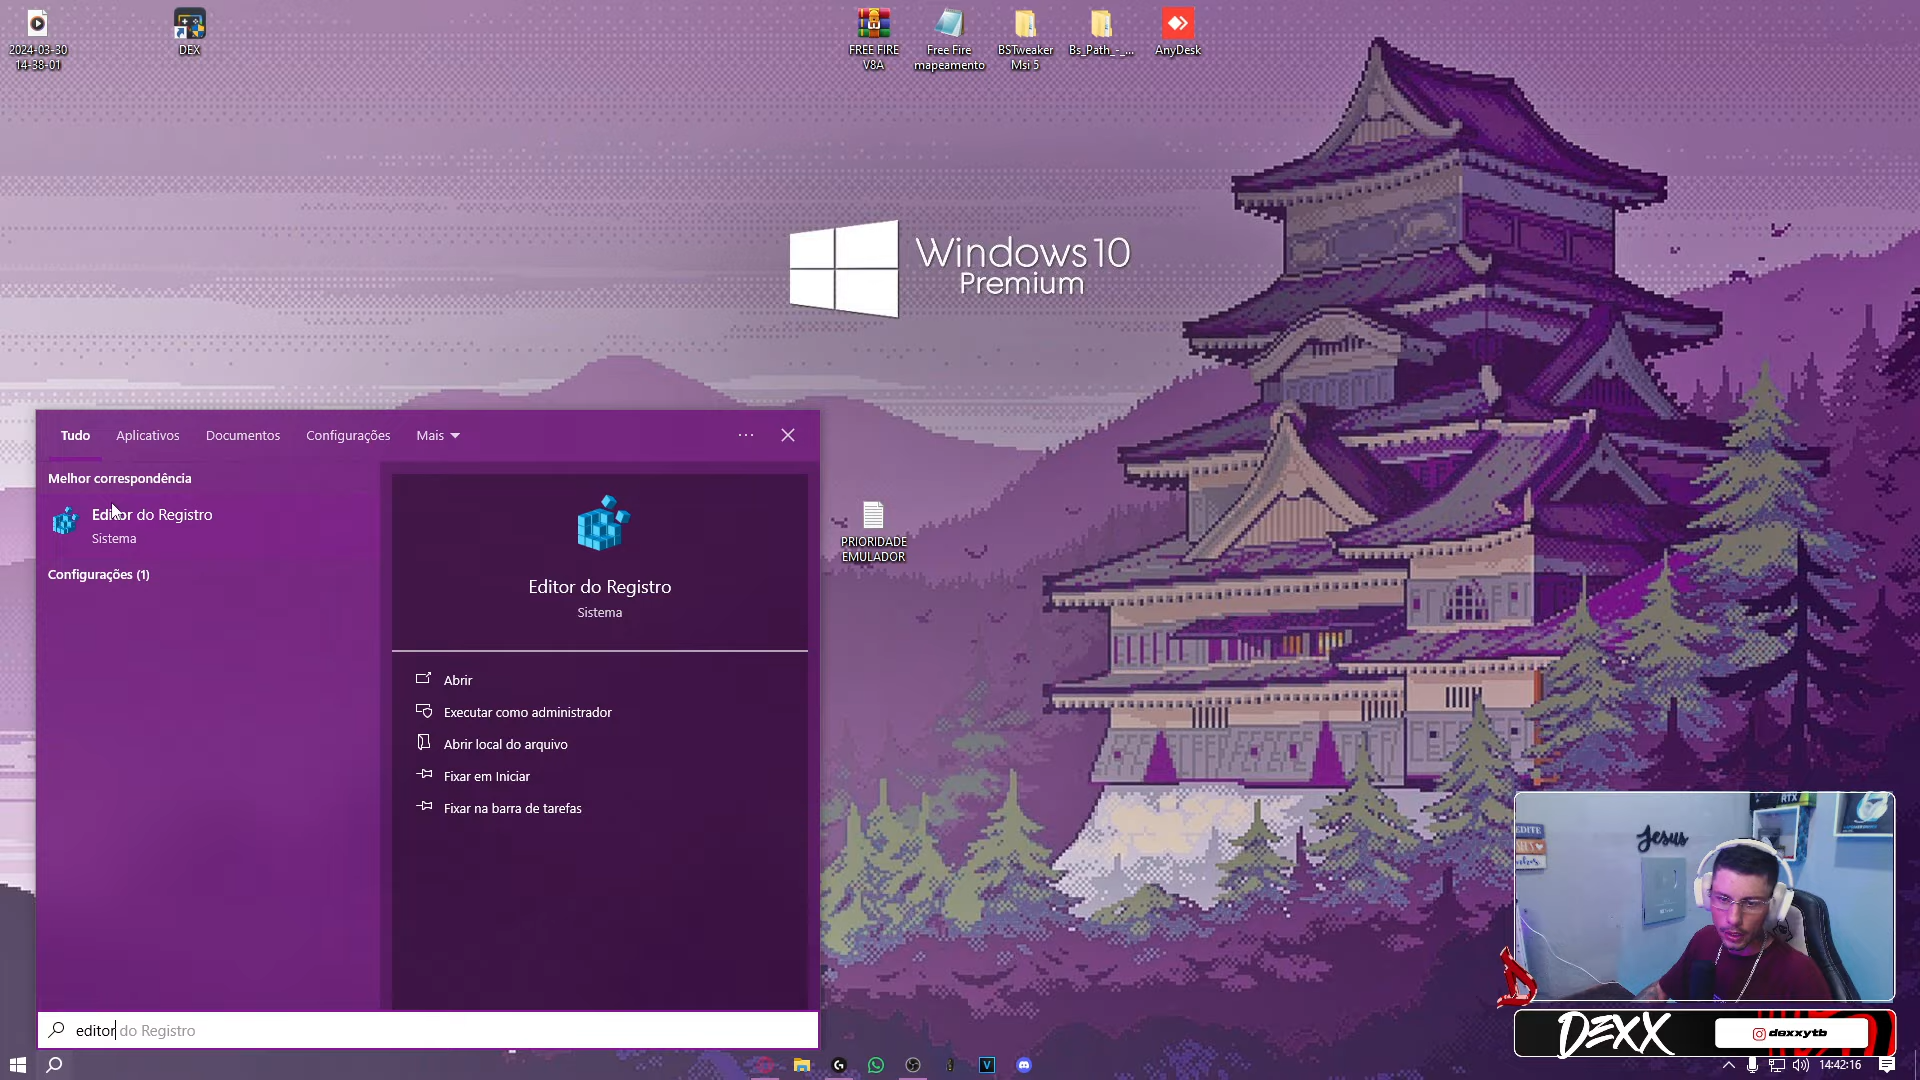 2024-03-30
14-38-01
DEX
FREE FIRE
V8A
Free Fire
mapeamento
BSTweaker
Msi 5
Bs_Path_-_...
AnyDesk
Windows10
Premium
Tudo
Aplicativos
Documentos
Configurações
Mais
Melhor correspondência
Editor do Registro
Sistema
Configurações (1)
Editor do Registro
Sistema
Abrir
Executar como administrador
Abrir local do arquivo
Fixar em Iniciar
Fixar na barra de tarefas
PRIORIDADE
EMULADOR
editor do Registro
RTX
Jesus
DEXX
dexxytb
14:42:16